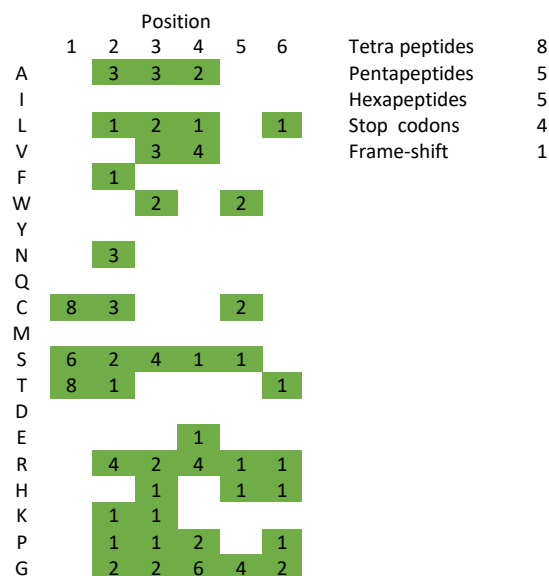 Position
1 2 3 4 5 6 Tetra peptides 8
A 3 3 2 Pentapeptides 5
I Hexapeptides 5
L 1 2 1 1 Stop codons 4
V 3 4 Frame-shift 1
F 1
W 2 2
Y
N 3
Q
C 8 3 2
M
S 6 2 4 1 1
T 8 1 1
D
E 1
R 4 2 4 1 1
H 1 1 1
K 1 1
P 1 1 2 1
G 2 2 6 4 2